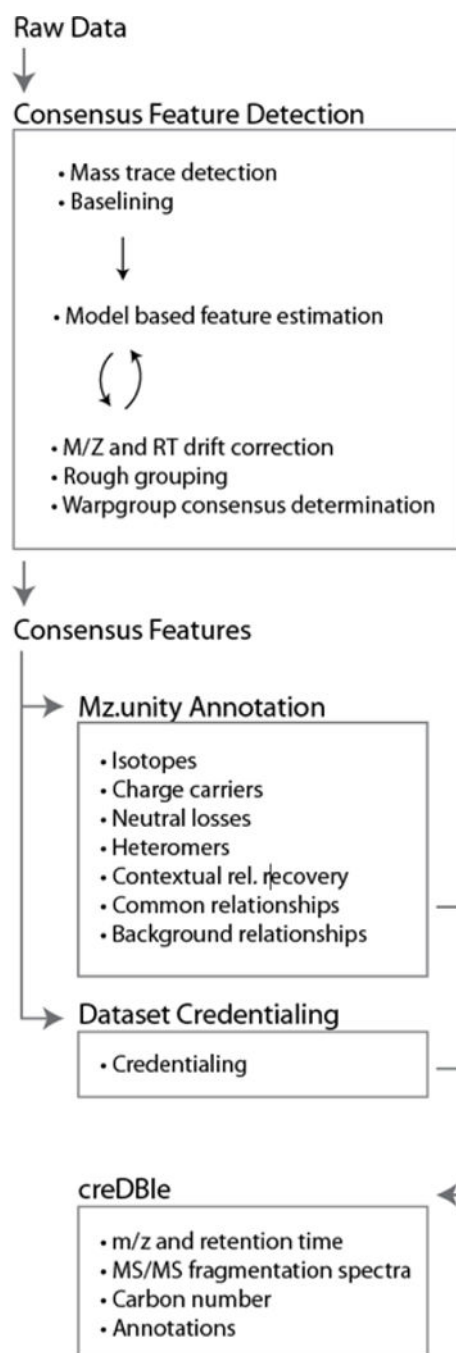 Raw Data
Consensus Feature Detection
• Mass trace detection
• Baselining
• Model based feature estimation
• M/Z and RT drift correction
• Rough grouping
• Warpgroup consensus determination
Consensus Features
Mz.unity Annotation
• Isotopes
• Charge carriers
• Neutral losses
• Heteromers
• Contextual rel. recovery
• Common relationships
• Background relationships
Dataset Credentialing
• Credentialing
creDBle
• m/z and retention time
• MS/MS fragmentation spectra
• Carbon number
• Annotations